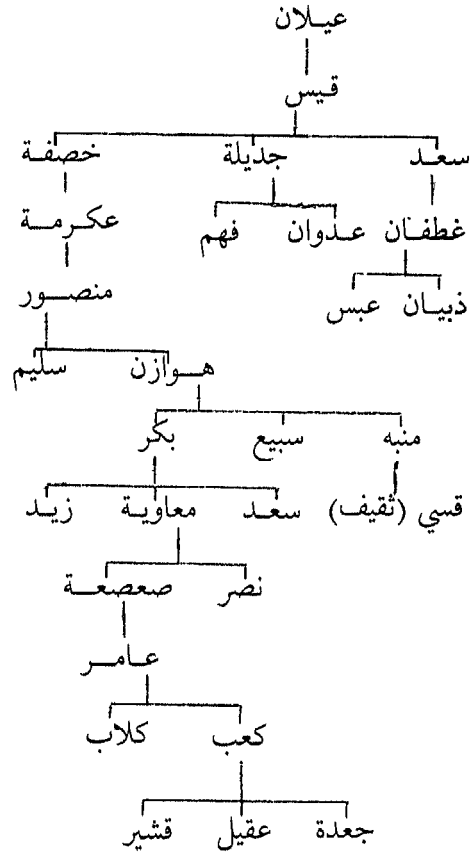 عيلان
قيس
سعد جديلة خصفة
غطفان عدوان فهم عكرمة
ذبيان عبس منصور
هوازن سليم
منبه سبيع بكر
قسي (ثقيف) سعد معاوية زيد
نصر صعصعة
عامر
كعب كلاب
جعدة عقيل قشير